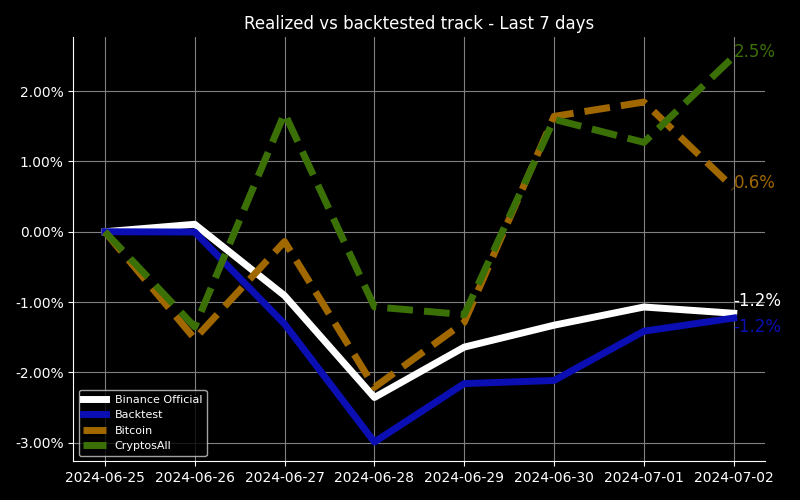 Realized vs backtested track - Last 7 days
2.5%
2.00%
1.00%
0.6%
0.00%
-1.00%
-1.2%
-1.2%
-2.00%
-3.00%
Binance Official
Backtest
Bitcoin
CryptosAll
2024-06-25 2024-06-26 2024-06-27 2024-06-28 2024-06-29 2024-06-30 2024-07-01 2024-07-02